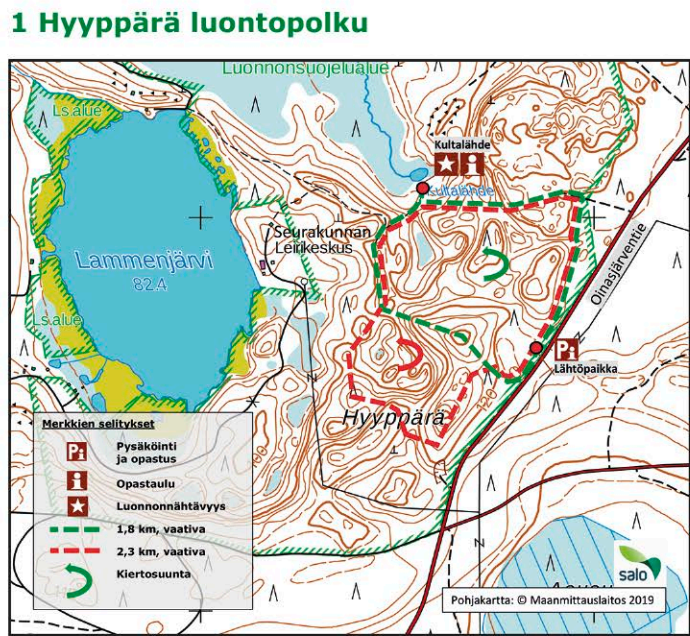 1 Hyyppärä luontopolku
Luonnonsuojelualue
Ls.alue
Kultalähde
Kultalähde
Seurakunnan
Leirikeskus
Lammenjärvi
82.4
Oinasjärventie
Ls.alue
Lähtöpaikka
120
Hyyppärä
Merkkien selitykset
Pysäköinti
ja opastus
Opastaulu
Luonnonnähtävyys
1,8 km, vaativa
2,3 km, vaativa
Kiertosuunta
salo
Pohjakartta: © Maanmittauslaitos 2019